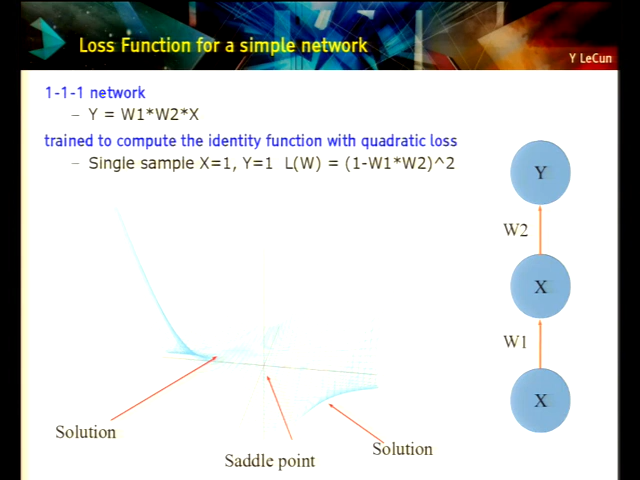 Loss Function for a simple network
Y LeCun
1-1-1 network
– Y = W1*W2*X
trained to compute the identity function with quadratic loss
– Single sample X=1, Y=1 L(W) = (1-W1*W2)^2
Y
W2
X
W1
X
Solution
Saddle point
Solution